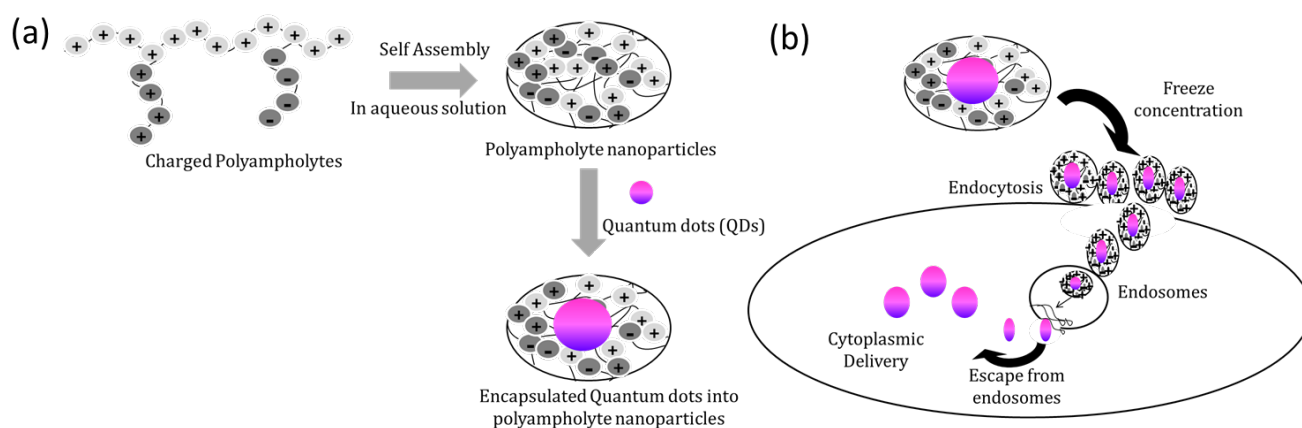 (a)
Self Assembly
In aqueous solution
Charged Polyampholytes
Polyampholyte nanoparticles
Quantum dots (QDs)
Encapsulated Quantum dots into
polyampholyte nanoparticles
(b)
Freeze
concentration
Endocytosis
Endosomes
Cytoplasmic
Delivery
Escape from
endosomes